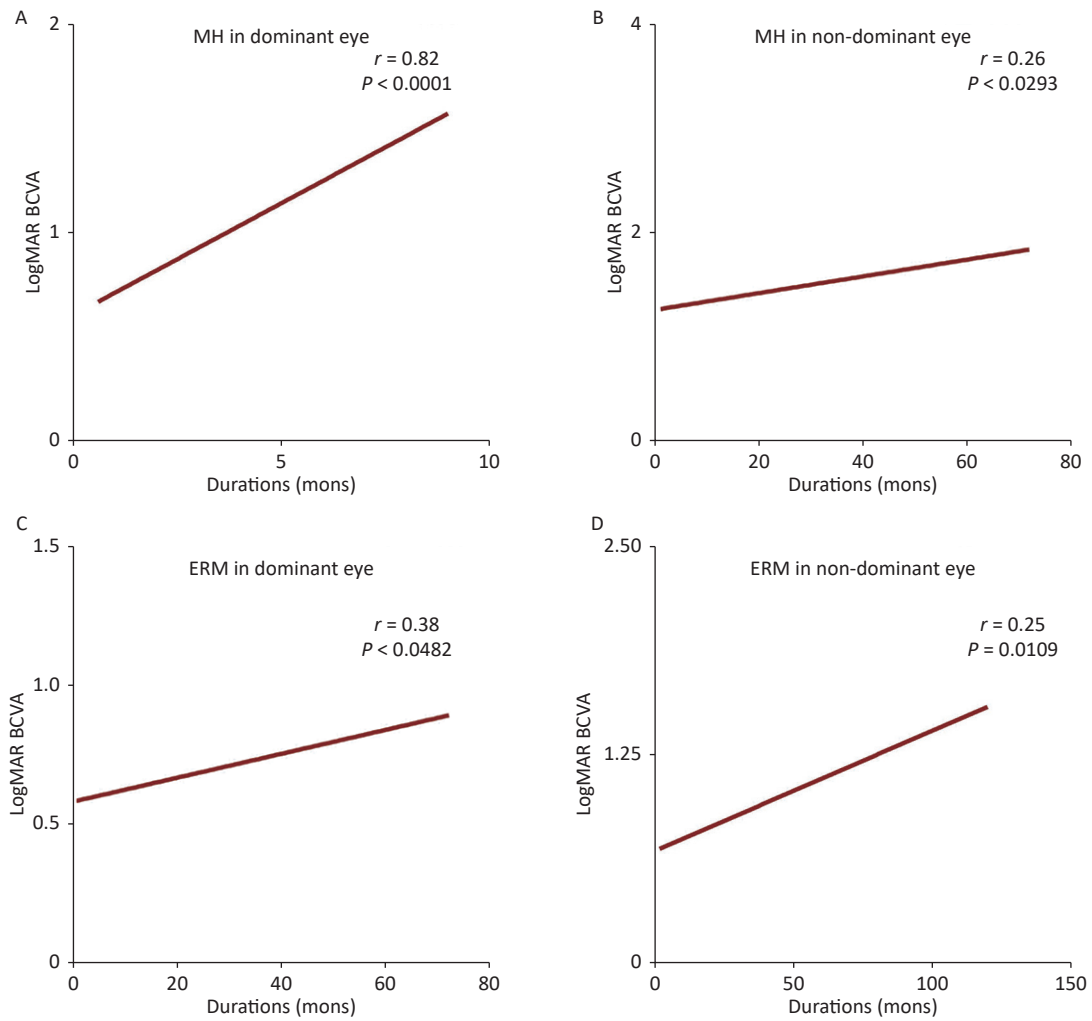 A
MH in dominant eye
r = 0.82
P < 0.0001
2
1
0
LogMAR BCVA
0 5 10
Durations (mons)
B
MH in non-dominant eye
r = 0.26
P < 0.0293
4
2
0
LogMAR BCVA
0 20 40 60 80
Durations (mons)
C
ERM in dominant eye
r = 0.38
P < 0.0482
1.5
1.0
0.5
0
LogMAR BCVA
0 20 40 60 80
Durations (mons)
D
ERM in non-dominant eye
r = 0.25
P = 0.0109
2.50
1.25
0
LogMAR BCVA
0 50 100 150
Durations (mons)